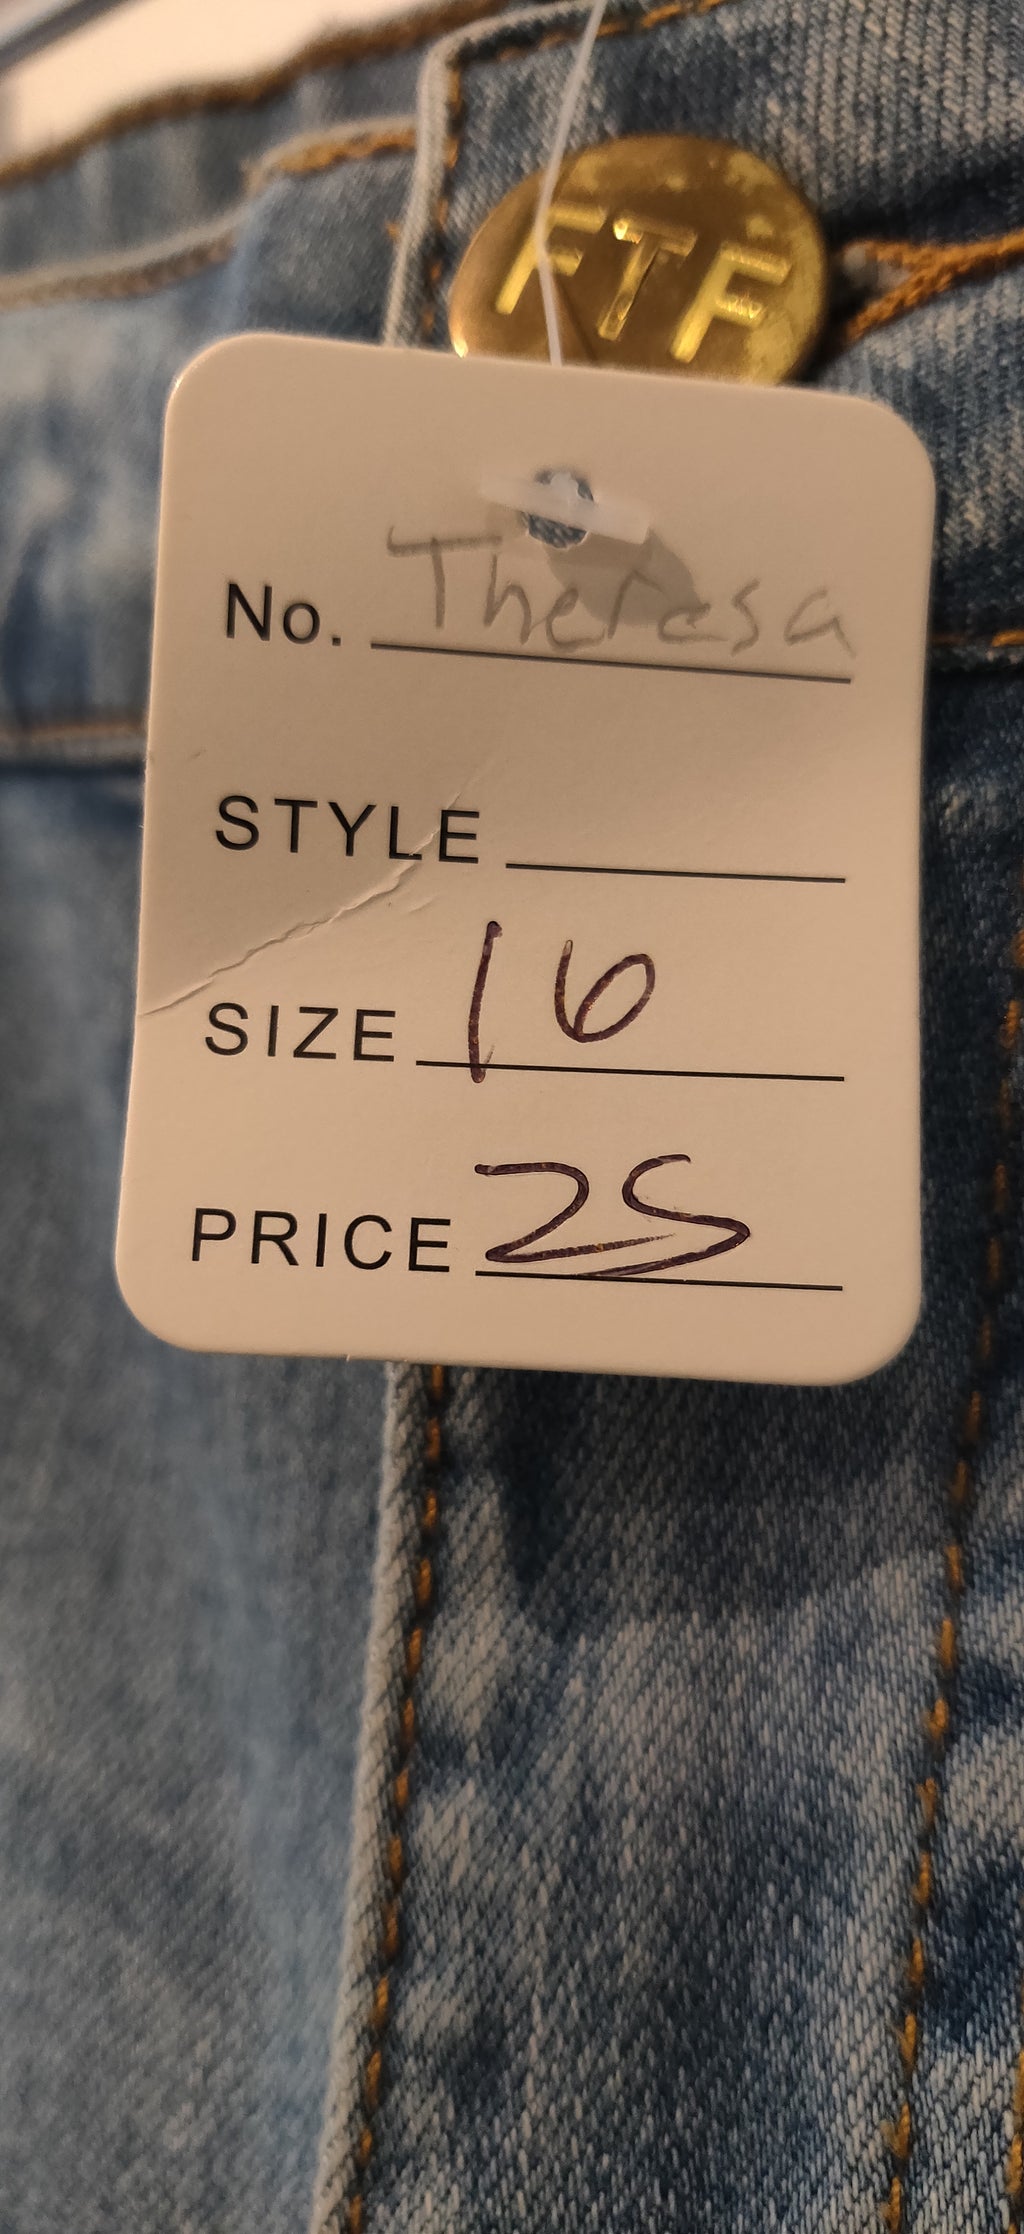 FTF
No. Theresa
STYLE
SIZE 16
PRICE 25